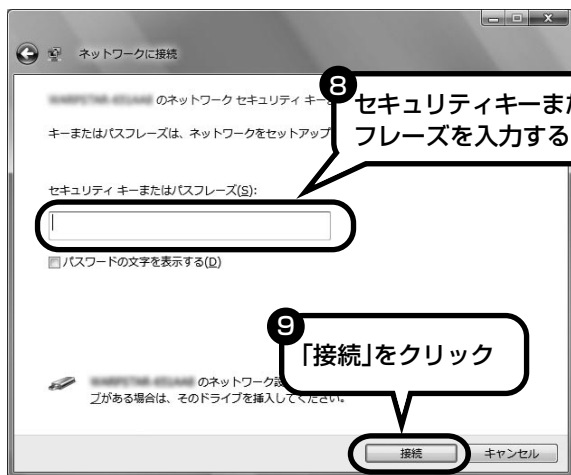 ネットワークに接続
のネットワーク セキュリティ キー
キーまたはパスフレーズは、ネットワークをセットアップ
8
セキュリティキーまた
フレーズを入力する
セキュリティ キーまたはパスフレーズ(S):
パスワードの文字を表示する(D)
9
「接続」をクリック
のネットワーク設
ブがある場合は、そのドライブを挿入してください。
接続
キャンセル